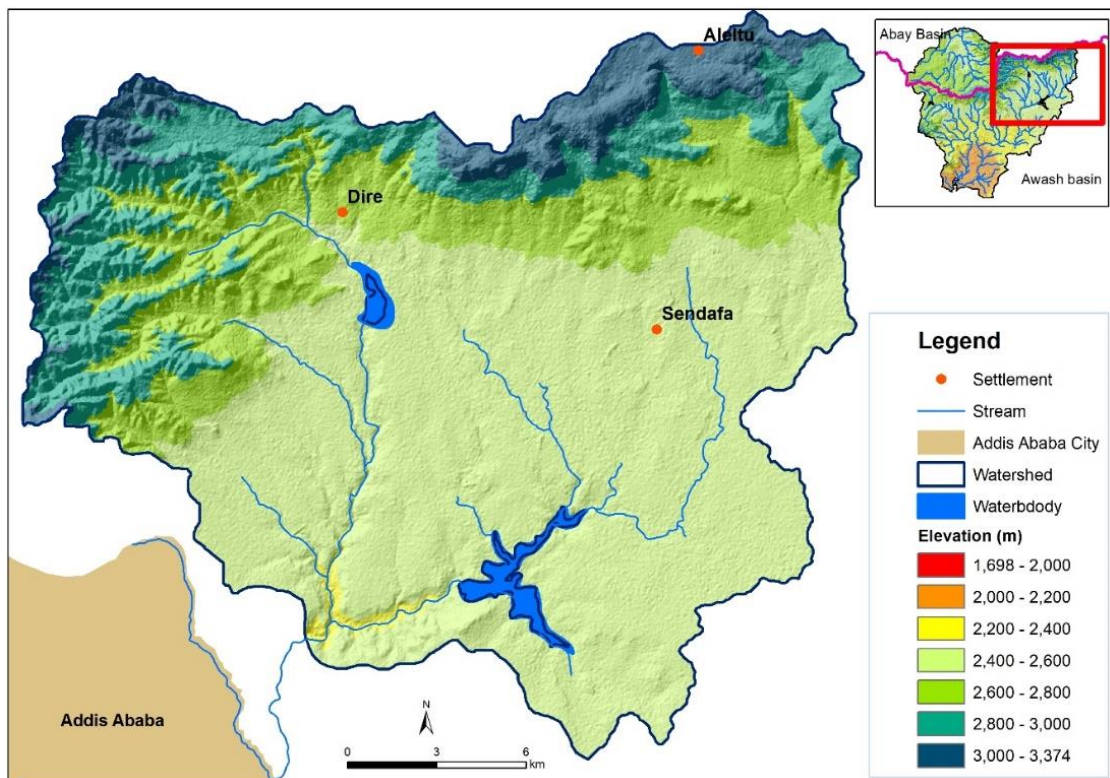 Aleltu
Dire
Sendafa
Addis Ababa
N
0 3 6
km
Abay Basin
Awash basin
Legend
Settlement
Stream
Addis Ababa City
Watershed
Waterbdody
Elevation (m)
1,698 - 2,000
2,000 - 2,200
2,200 - 2,400
2,400 - 2,600
2,600 - 2,800
2,800 - 3,000
3,000 - 3,374